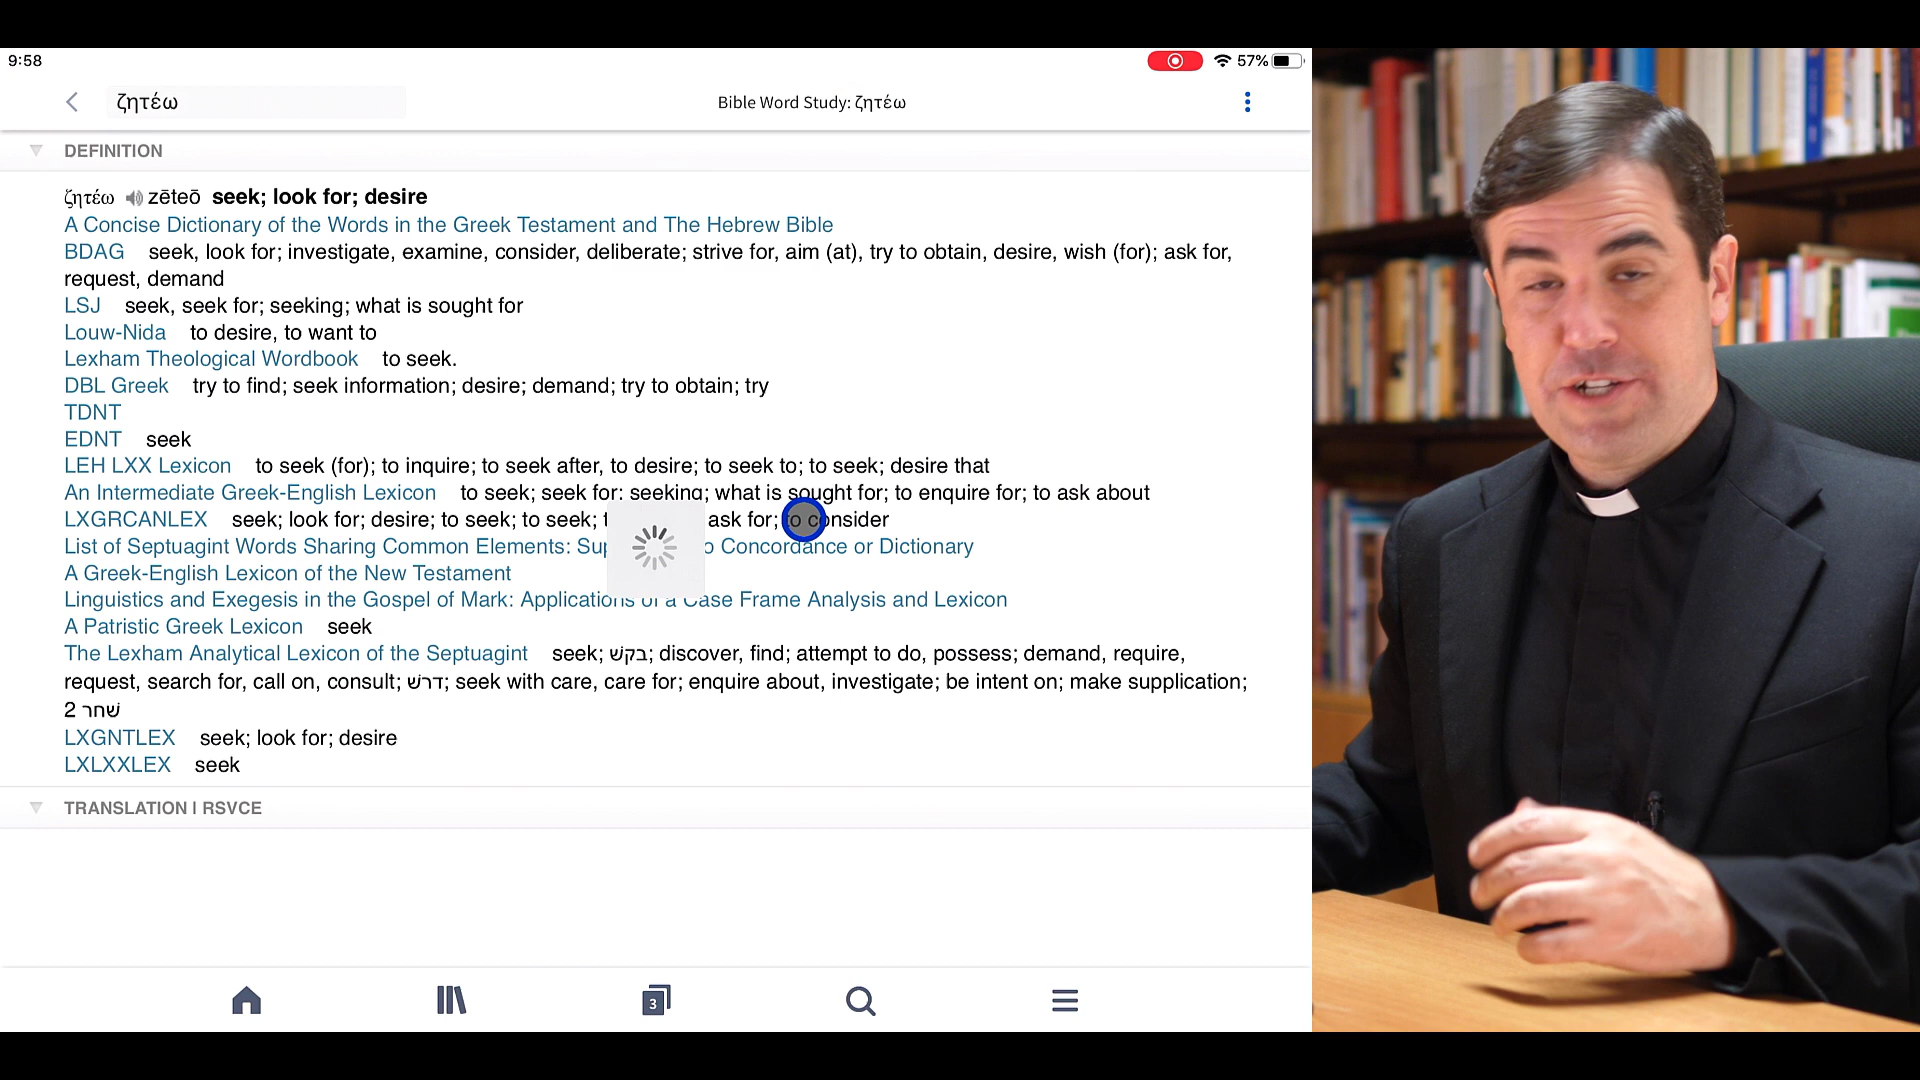 9:58
57%
ζητέω
Bible Word Study: ζητέω
DEFINITION
ζητέω zēteō seek; look for; desire
A Concise Dictionary of the Words in the Greek Testament and The Hebrew Bible
BDAG seek, look for; investigate, examine, consider, deliberate; strive for, aim (at), try to obtain, desire, wish (for); ask for,
request, demand
LSJ seek, seek for; seeking; what is sought for
Louw-Nida to desire, to want to
Lexham Theological Wordbook to seek.
DBL Greek try to find; seek information; desire; demand; try to obtain; try
TDNT
EDNT seek
LEH LXX Lexicon to seek (for); to inquire; to seek after, to desire; to seek to; to seek; desire that
An Intermediate Greek-English Lexicon to seek; seek for; seeking; what is sought for; to enquire for; to ask about
LXGRCANLEX seek; look for; desire; to seek; to seek; ask for; to consider
List of Septuagint Words Sharing Common Elements: Concordance or Dictionary
A Greek-English Lexicon of the New Testament
Linguistics and Exegesis in the Gospel of Mark: Applications of a Case Frame Analysis and Lexicon
A Patristic Greek Lexicon seek
The Lexham Analytical Lexicon of the Septuagint seek; בקשׁ; discover, find; attempt to do, possess; demand, require,
request, search for, call on, consult; דרשׁ; seek with care, care for; enquire about, investigate; be intent on; make supplication;
שׁחר 2
LXGNTLEX seek; look for; desire
LXLXXLEX seek
TRANSLATION | RSVCE
3